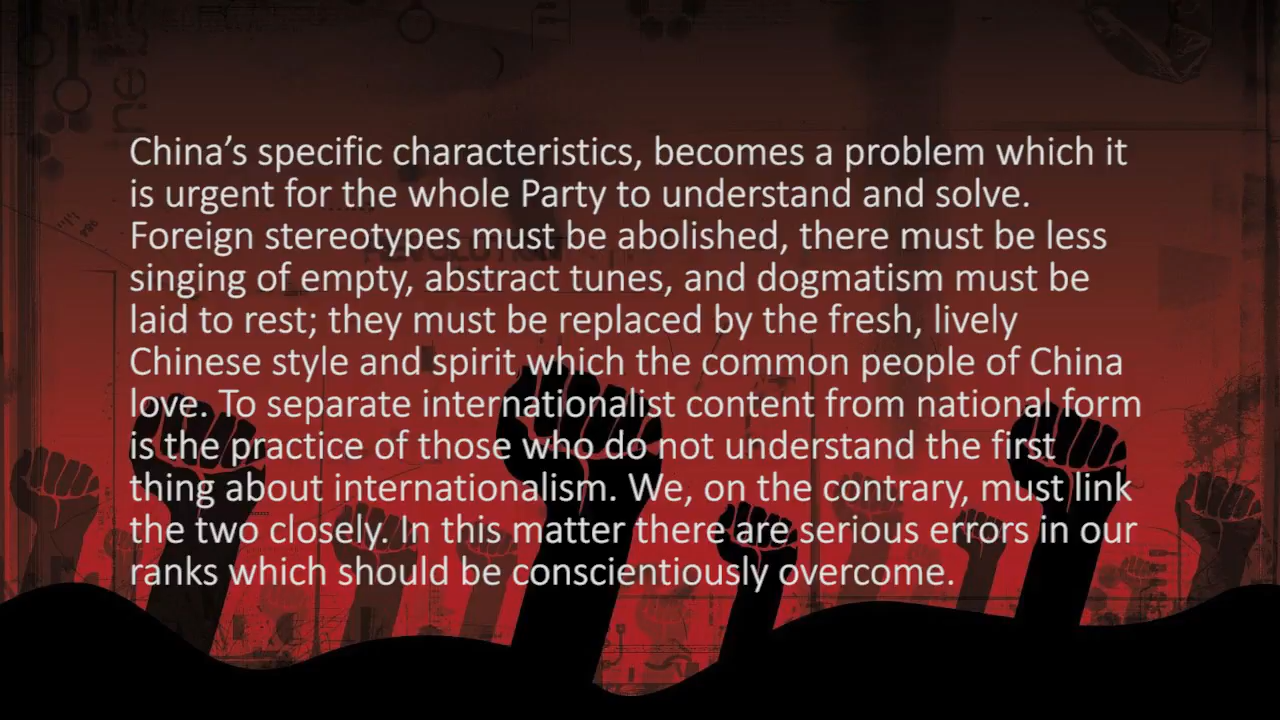 China’s specific characteristics, becomes a problem which it
is urgent for the whole Party to understand and solve.
Foreign stereotypes must be abolished, there must be less
singing of empty, abstract tunes, and dogmatism must be
laid to rest; they must be replaced by the fresh, lively
Chinese style and spirit which the common people of China
love. To separate internationalist content from national form
is the practice of those who do not understand the first
thing about internationalism. We, on the contrary, must link
the two closely. In this matter there are serious errors in our
ranks which should be conscientiously overcome.